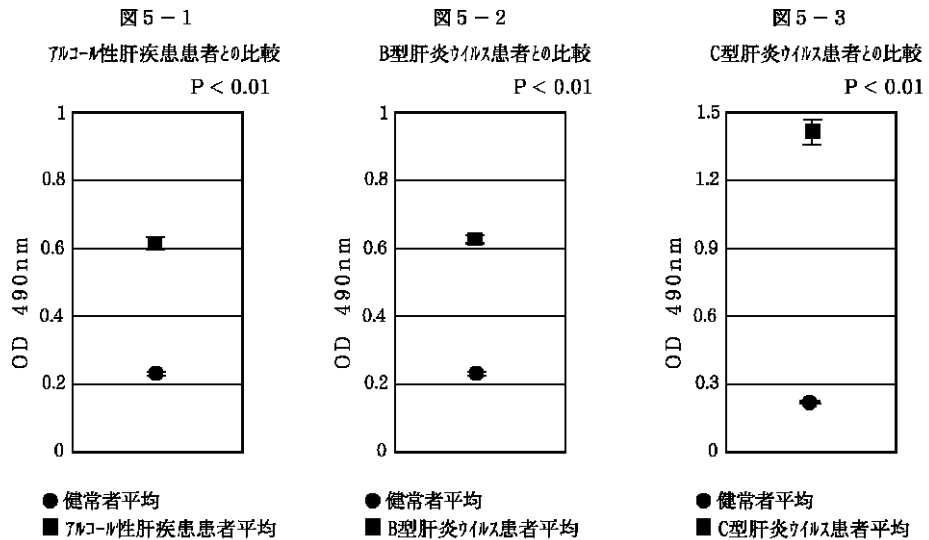 図5-1
アルコール性肝疾患患者との比較
P < 0.01
1
0.8
0.6
0.4
0.2
0
OD 490nm
●健常者平均
■アルコール性肝疾患患者平均
図5-2
B型肝炎ウイルス患者との比較
P < 0.01
1
0.8
0.6
0.4
0.2
0
OD 490nm
●健常者平均
■B型肝炎ウイルス患者平均
図5-3
C型肝炎ウイルス患者との比較
P < 0.01
1.5
1.2
0.9
0.6
0.3
0
OD 490nm
●健常者平均
■C型肝炎ウイルス患者平均